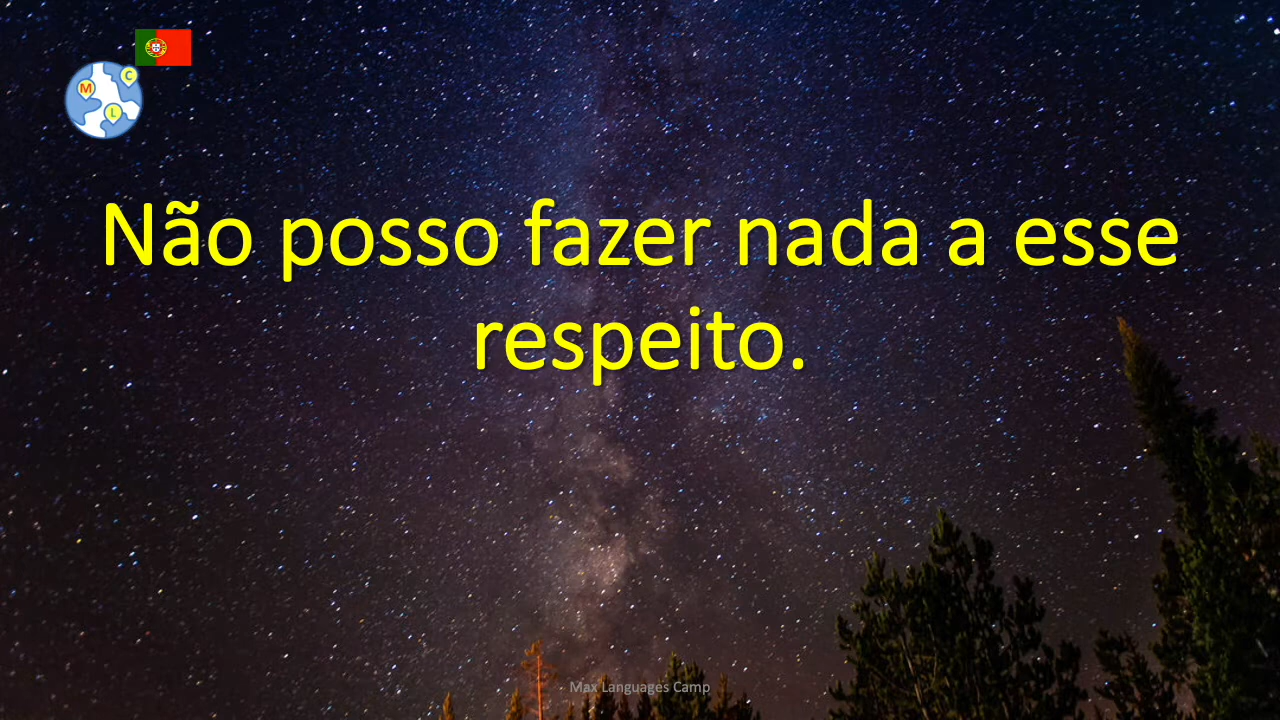 C
M
L
Não posso fazer nada a esse
respeito.
Max Languages Camp